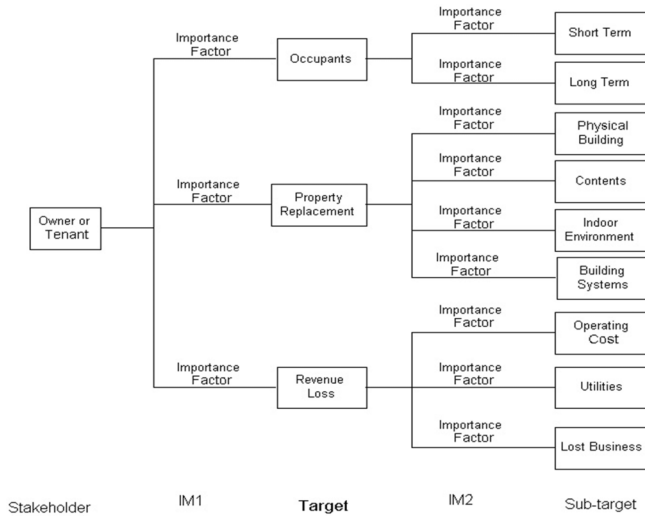 Importance
Factor
Occupants
Importance
Factor
Short Term
Importance
Factor
Long Term
Importance
Factor
Physical
Building
Importance
Factor
Contents
Importance
Factor
Property
Replacement
Owner or
Tenant
Importance
Factor
Indoor
Environment
Importance
Factor
Building
Systems
Importance
Factor
Operating
Cost
Importance
Factor
Revenue
Loss
Importance
Factor
Utilities
Importance
Factor
Lost Business
Stakeholder
IM1
Target
IM2
Sub-target